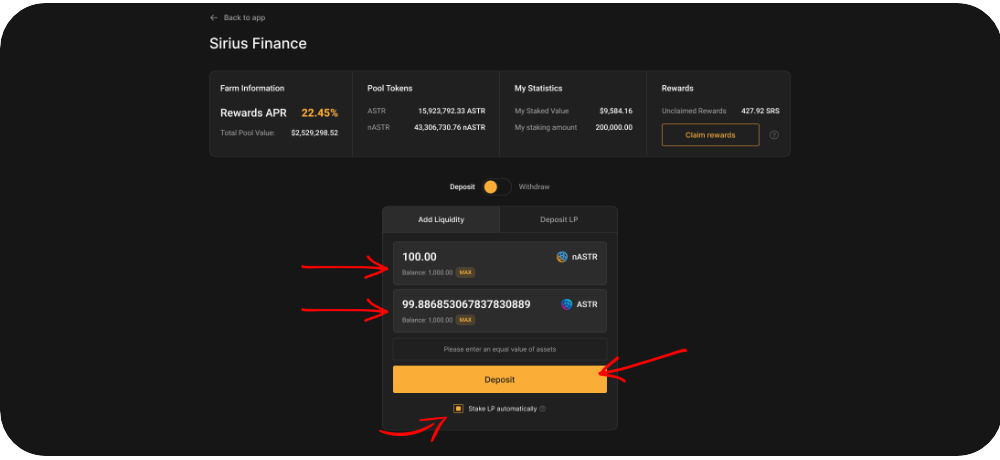 ← Back to app
Sirius Finance
Farm Information
Rewards APR 22.45%
Total Pool Value: $2,529,298.52
Pool Tokens
ASTR 15,923,792.33 ASTR
nASTR 43,306,730.76 nASTR
My Statistics
My Staked Value $9,584.16
My staking amount 200,000.00
Rewards
Unclaimed Rewards 427.92 SRS
Claim rewards ?
Deposit Withdraw
Add Liquidity Deposit LP
100.00 nASTR
Balance: 1,000.00 MAX
99.886853067837830889 ASTR
Balance: 1,000.00 MAX
Please enter an equal value of assets
Deposit
Stake LP automatically ?